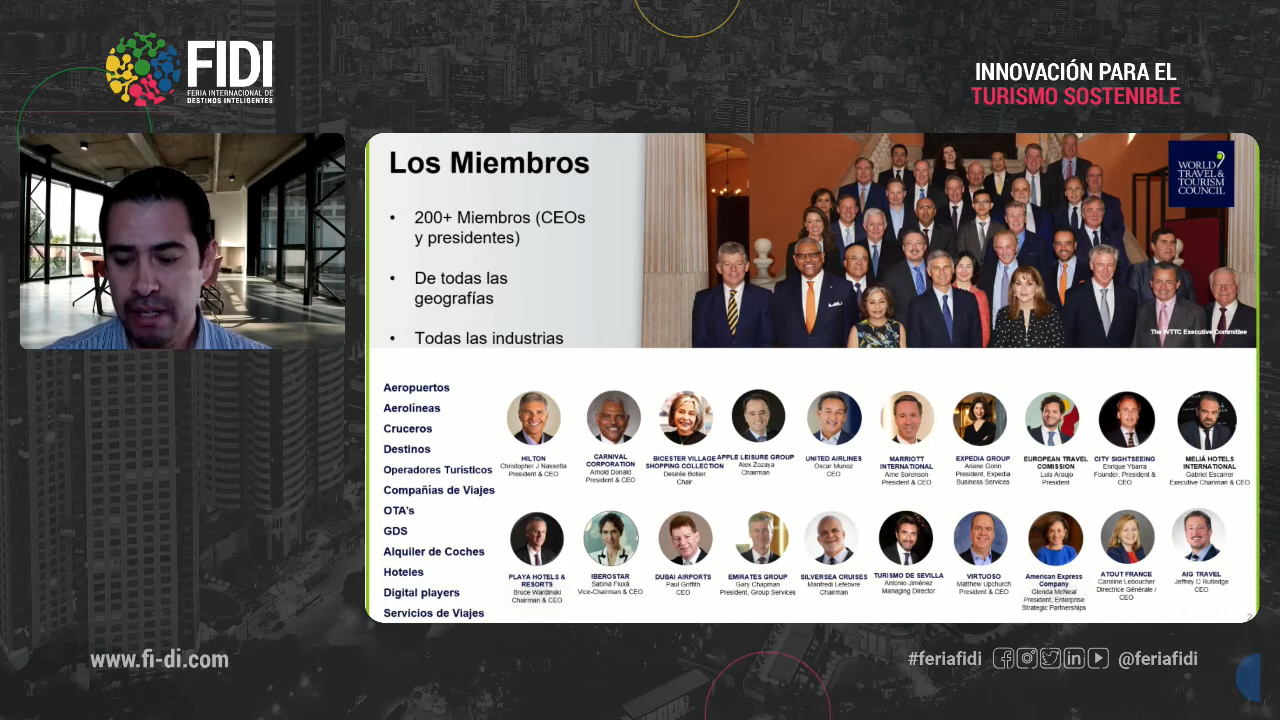 FIDI
FERIA INTERNACIONAL DE
DESTINOS INTELIGENTES
INNOVACIÓN PARA EL
TURISMO SOSTENIBLE
Los Miembros
• 200+ Miembros (CEOs
y presidentes)
• De todas las
geografías
• Todas las industrias
WORLD
TRAVEL &
TOURISM
COUNCIL
The WTTC Executive Committee
Aeropuertos
Aerolíneas
Cruceros
Destinos
Operadores Turisticos
Compañias de Viajes
OTA's
GDS
Alquiler de Coches
Hoteles
Digital players
Servicios de Viajes
HILTON
Christopher J Nassetta
President & CEO
CARNIVAL
CORPORATION
Arnold Donald
President & CEO
BICESTER VILLAGE
SHOPPING COLLECTION
Desirée Bollier
Chair
APPLE LEISURE GROUP
Alex Zozaya
Chairman
UNITED AIRLINES
Oscar Munoz
CEO
MARRIOTT
INTERNATIONAL
Arne Sorenson
President & CEO
EXPEDIA GROUP
Ariane Gorin
President, Expedia
Business Services
EUROPEAN TRAVEL
COMISSION
Luis Araujo
President
CITY SIGHTSEEING
Enrique Ybarra
Founder, President &
CEO
MELIÁ HOTELS
INTERNATIONAL
Gabriel Escarrer
Executive Chariman & CEO
PLAYA HOTELS &
RESORTS
Bruce Wardinski
Chairman & CEO
IBEROSTAR
Sabina Fluxà
Vice-Chairman & CEO
DUBAI AIRPORTS
Paul Griffith
CEO
EMIRATES GROUP
Gary Chapman
President, Group Services
SILVERSEA CRUISES
Manfredi Lefebvre
Chairman
TURISMO DE SEVILLA
Antonio Jiménez
Managing Director
VIRTUOSO
Matthew Upchurch
President & CEO
American Express
Company
Glenda McNeal
President, Enterprise
Strategic Partnerships
ATOUT FRANCE
Caroline Leboucher
Directrice Générale /
CEO
AIG TRAVEL
Jeffrey C Rutledge
CEO
2
www.fi-di.com
#feriafidi
@feriafidi